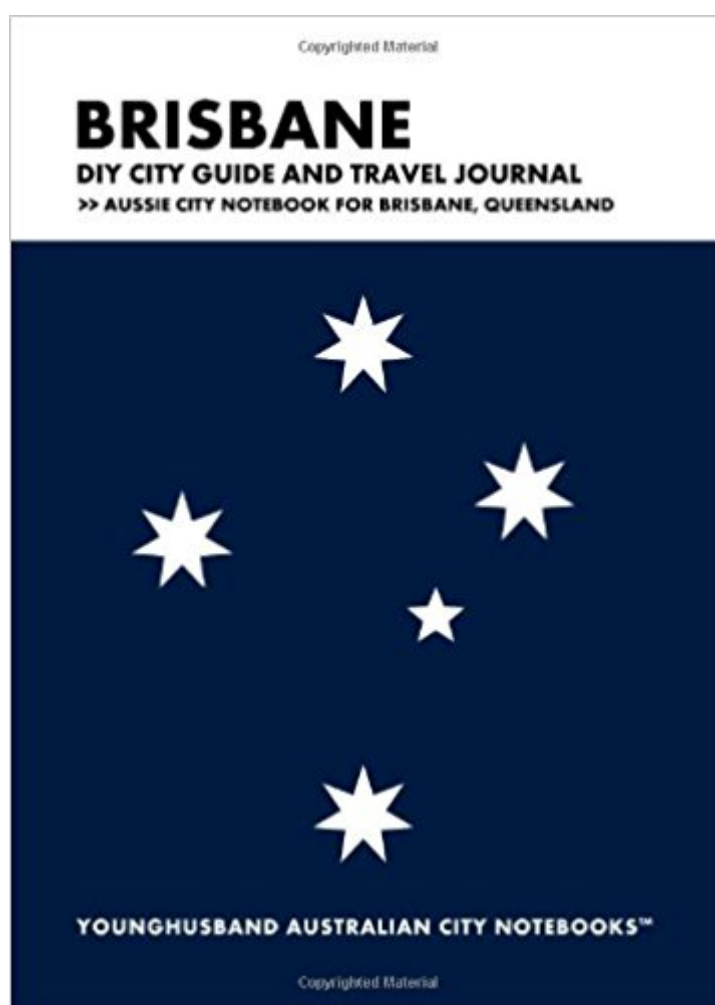 Copyrighted Material
BRISBANE
DIY CITY GUIDE AND TRAVEL JOURNAL
>> AUSSIE CITY NOTEBOOK FOR BRISBANE, QUEENSLAND
YOUNGHUSBAND AUSTRALIAN CITY NOTEBOOKS™
Copyrighted Material